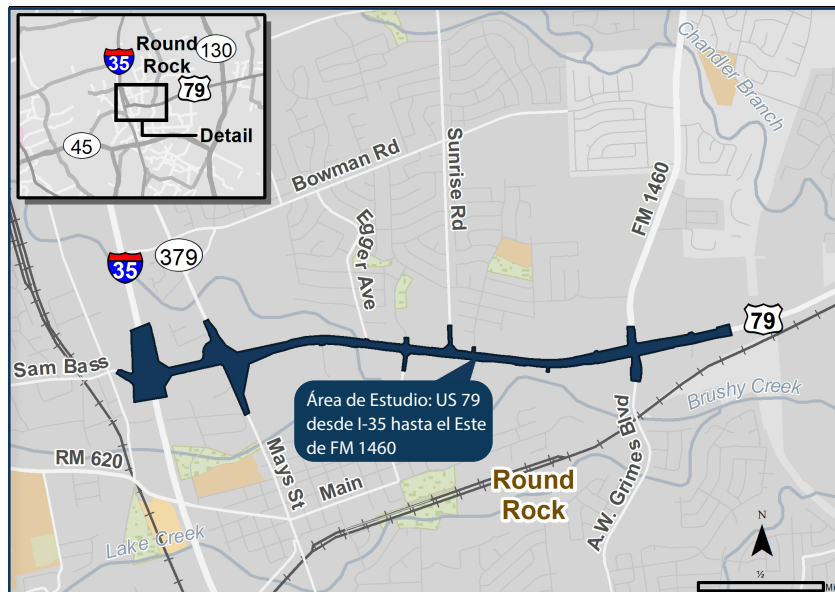 Round
Rock
130
35
79
Detail
45
Chandler Branch
Bowman Rd
Sunrise Rd
FM 1460
Egger Ave
35
379
79
Sam Bass
Área de Estudio: US 79
desde I-35 hasta el Este
de FM 1460
Brushy Creek
RM 620
Mays St
Main
Round
Rock
A.W. Grimes Blvd
Lake Creek
N
½